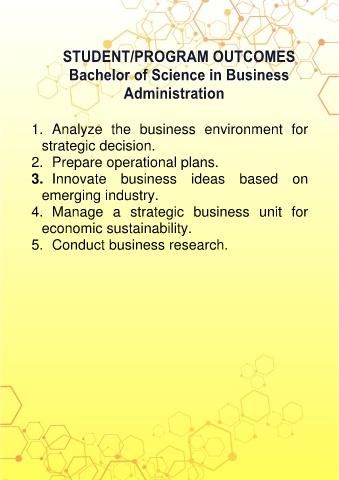 STUDENT/PROGRAM OUTCOMES
Bachelor of Science in Business
Administration
1. Analyze the business environment for
strategic decision.
2. Prepare operational plans.
3. Innovate business ideas based on
emerging industry.
4. Manage a strategic business unit for
economic sustainability.
5. Conduct business research.